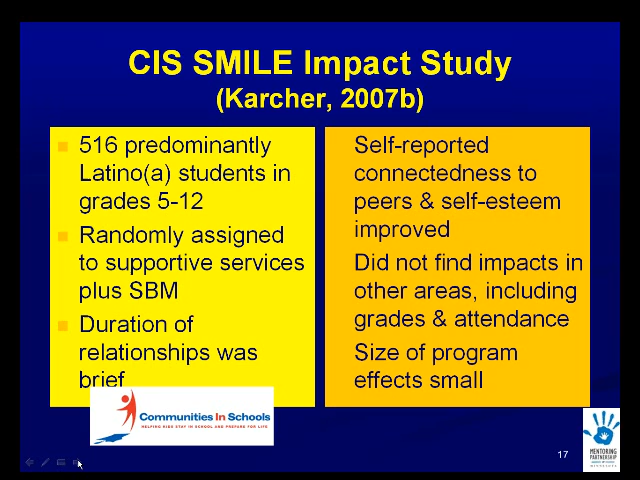 CIS SMILE Impact Study
(Karcher, 2007b)
516 predominantly
Latino(a) students in
grades 5-12
Randomly assigned
to supportive services
plus SBM
Duration of
relationships was
brief
Self-reported
connectedness to
peers & self-esteem
improved
Did not find impacts in
other areas, including
grades & attendance
Size of program
effects small
Communities In Schools
HELPING KIDS STAY IN SCHOOL AND PREPARE FOR LIFE
17
MENTORING
PARTNERSHIP
MINNESOTA